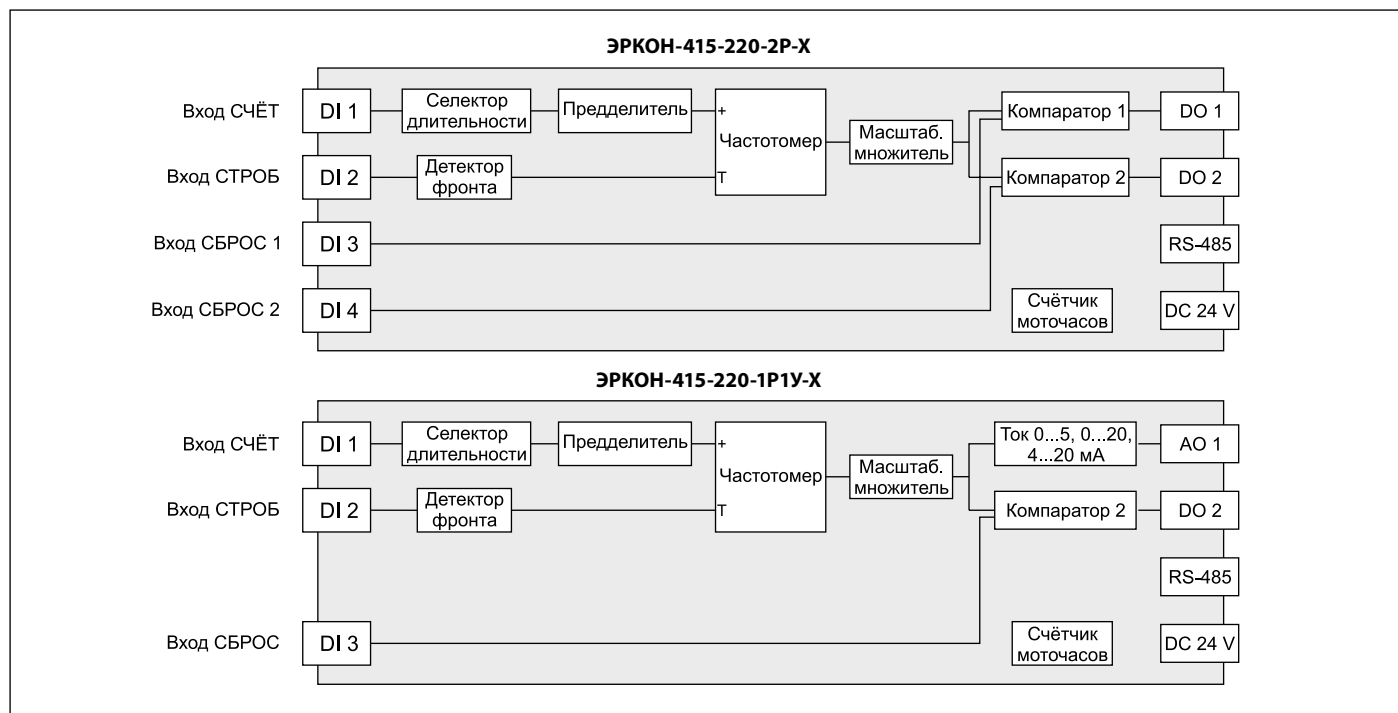 ЭРКОН-415-220-2Р-Х
Вход СЧЁТ
DI 1
Селектор
длительности
Предделитель
+
Частотомер
Масштаб.
множитель
Компаратор 1
DO 1
Вход СТРОБ
DI 2
Детектор
фронта
T
Компаратор 2
DO 2
Вход СБРОС 1
DI 3
RS-485
Вход СБРОС 2
DI 4
Счётчик
моточасов
DC 24 V
ЭРКОН-415-220-1Р1У-Х
Вход СЧЁТ
DI 1
Селектор
длительности
Предделитель
+
Частотомер
Масштаб.
множитель
Ток 0...5, 0...20,
4...20 мА
AO 1
Вход СТРОБ
DI 2
Детектор
фронта
T
Компаратор 2
DO 2
RS-485
Вход СБРОС
DI 3
Счётчик
моточасов
DC 24 V